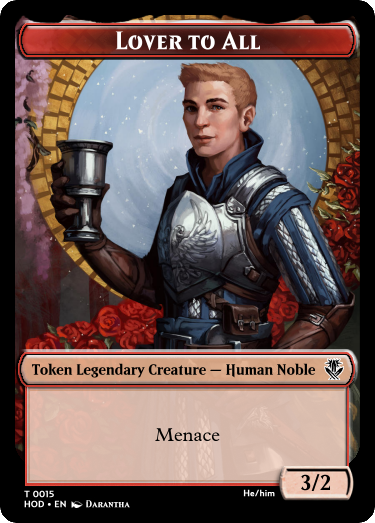 Lover to All
Token Legendary Creature — Human Noble
Menace
3/2
T 0015
HOD • EN Darantha
He/him